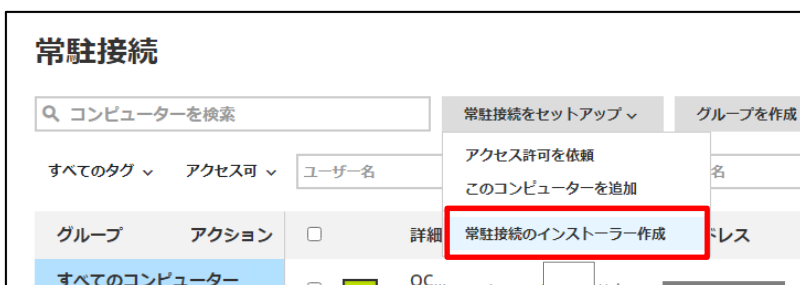 常駐接続
コンピューターを検索
常駐接続をセットアップ
グループを作成
アクセス許可を依頼
このコンピューターを追加
常駐接続のインストーラー作成
すべてのタグ
アクセス可
ユーザー名
名
グループ
アクション
詳細
ドレス
すべてのコンピューター